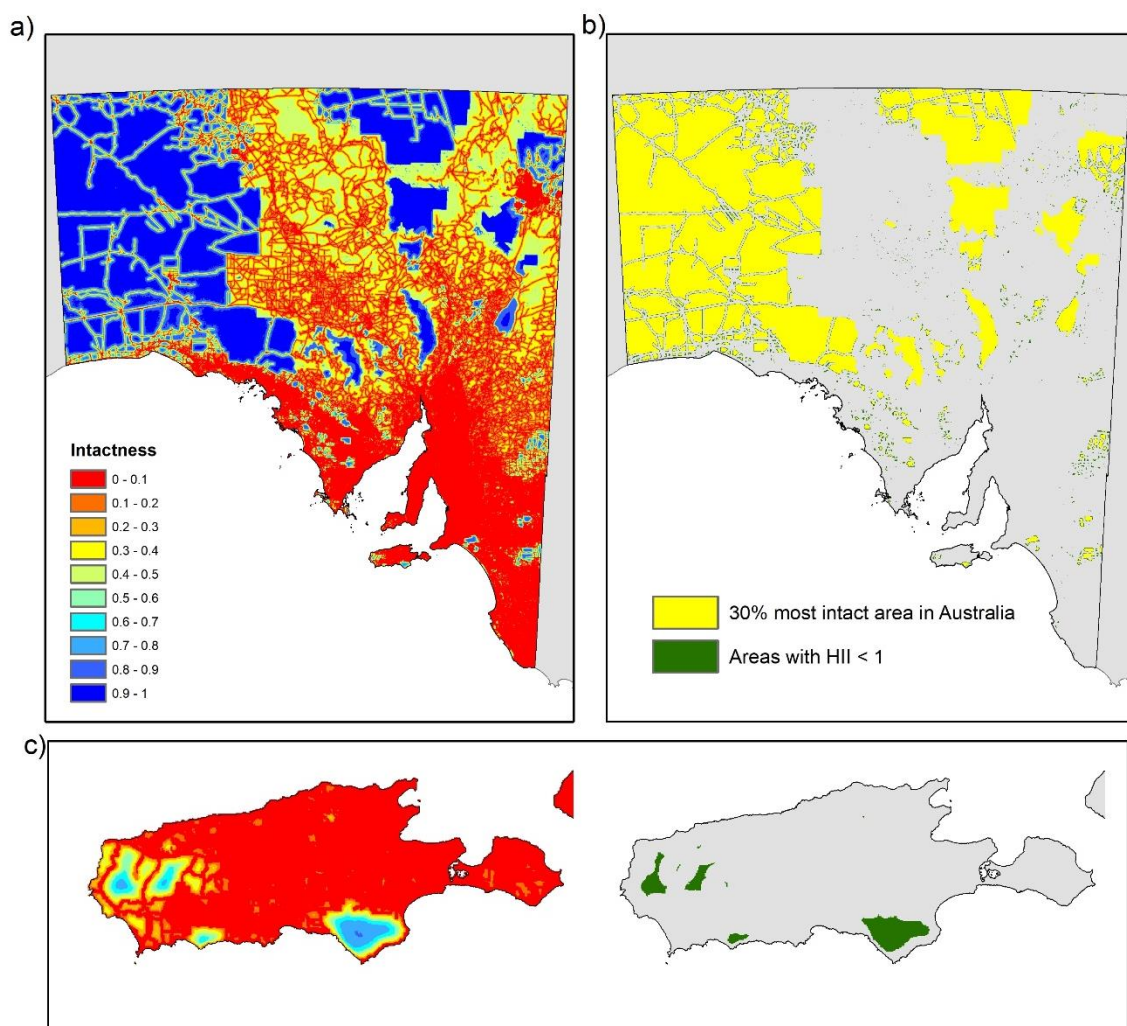 a)
b)
Intactness
0 - 0.1
0.1 - 0.2
0.2 - 0.3
0.3 - 0.4
0.4 - 0.5
0.5 - 0.6
0.6 - 0.7
0.7 - 0.8
0.8 - 0.9
0.9 - 1
30% most intact area in Australia
Areas with HII < 1
c)